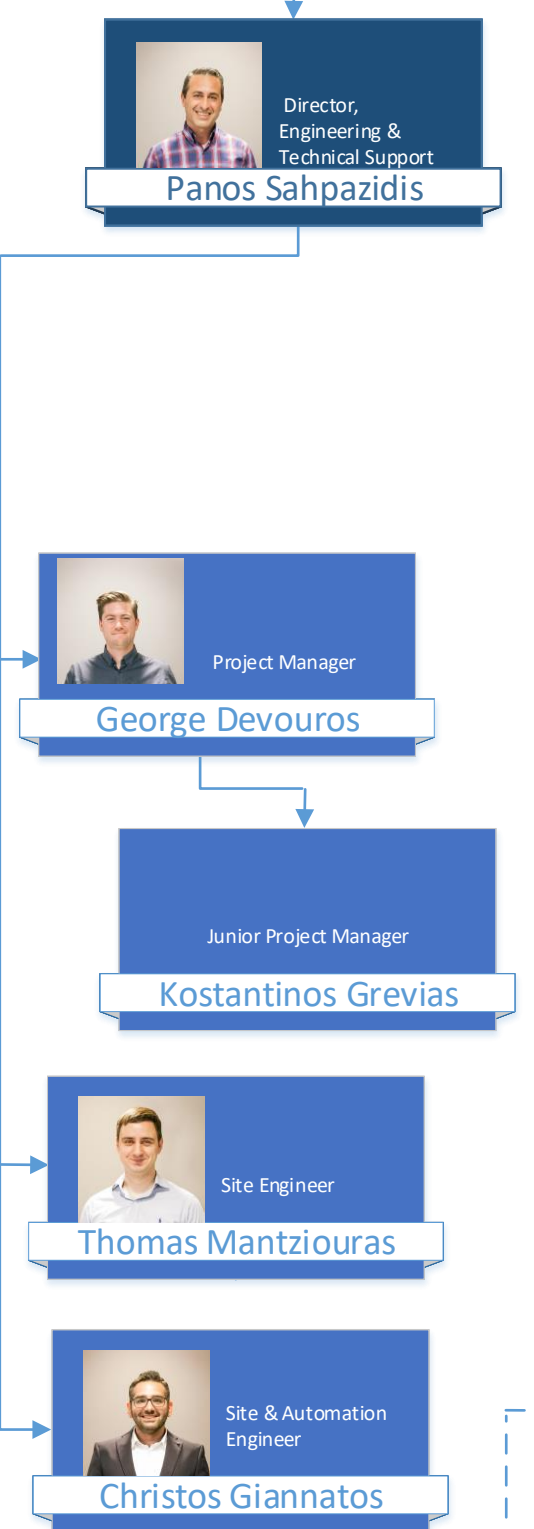 Director,
Engineering &
Technical Support
Panos Sahpazidis
Project Manager
George Devouros
Junior Project Manager
Kostantinos Grevias
Site Engineer
Thomas Mantziouras
Site & Automation
Engineer
Christos Giannatos